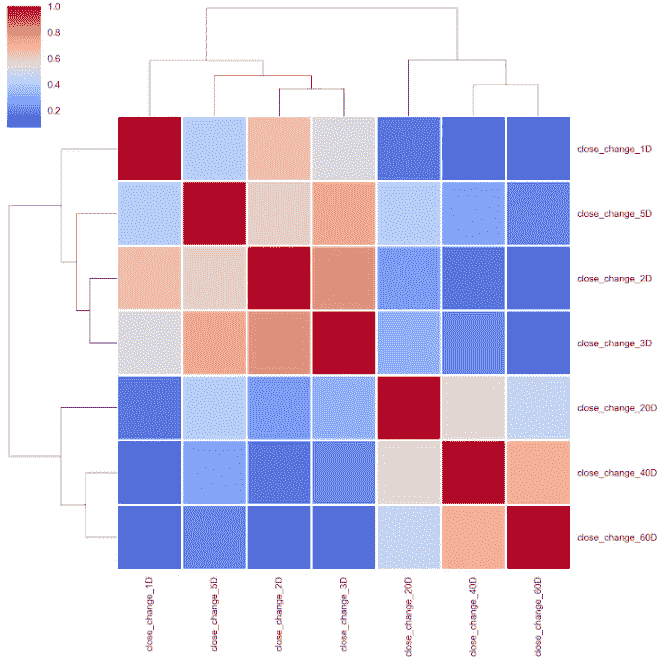 1.0
0.8
0.6
0.4
0.2
close_change_1D
close_change_5D
close_change_2D
close_change_3D
close_change_20D
close_change_40D
close_change_60D
close_change_1D
close_change_5D
close_change_2D
close_change_3D
close_change_20D
close_change_40D
close_change_60D